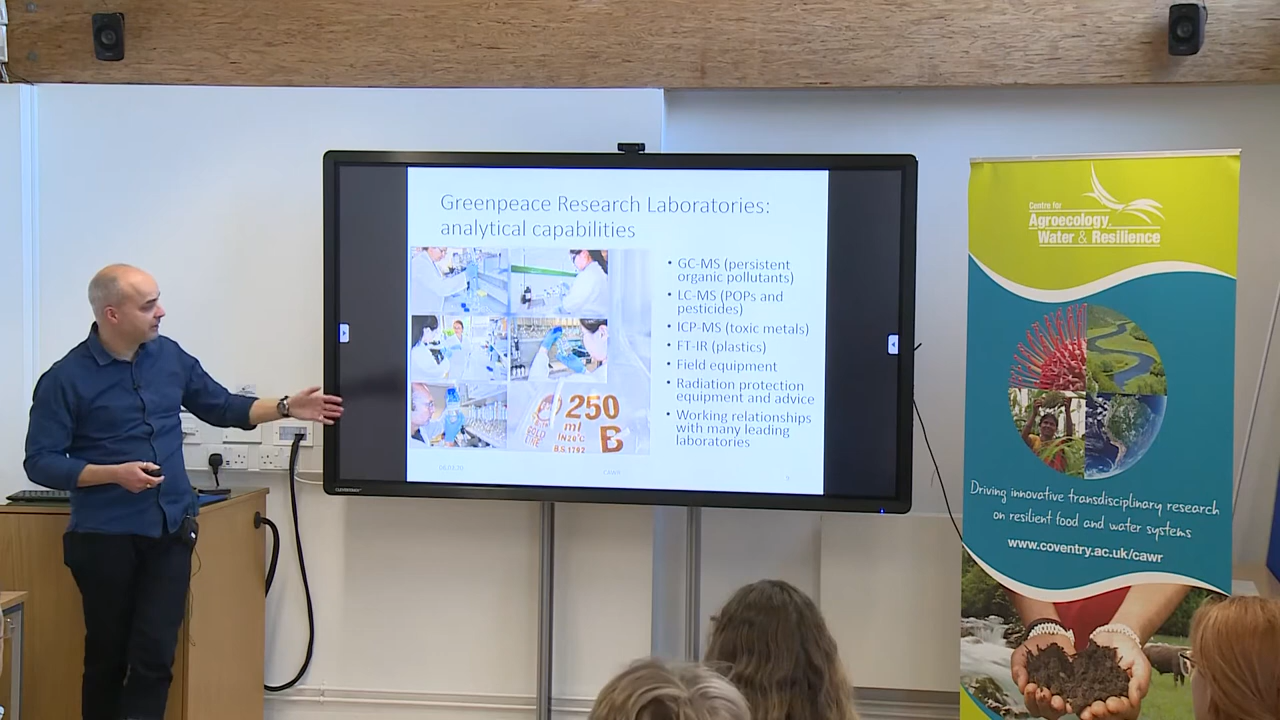 Greenpeace Research Laboratories:
analytical capabilities
• GC-MS (persistent
organic pollutants)
• LC-MS (POPs and
pesticides)
• ICP-MS (toxic metals)
• FT-IR (plastics)
• Field equipment
• Radiation protection
equipment and advice
• Working relationships
with many leading
laboratories
250
ml
IN20°C
B
B.S.1792
CAWR
Centre for
Agroecology,
Water & Resilience
Driving innovative transdisciplinary research
on resilient food and water systems
www.coventry.ac.uk/cawr